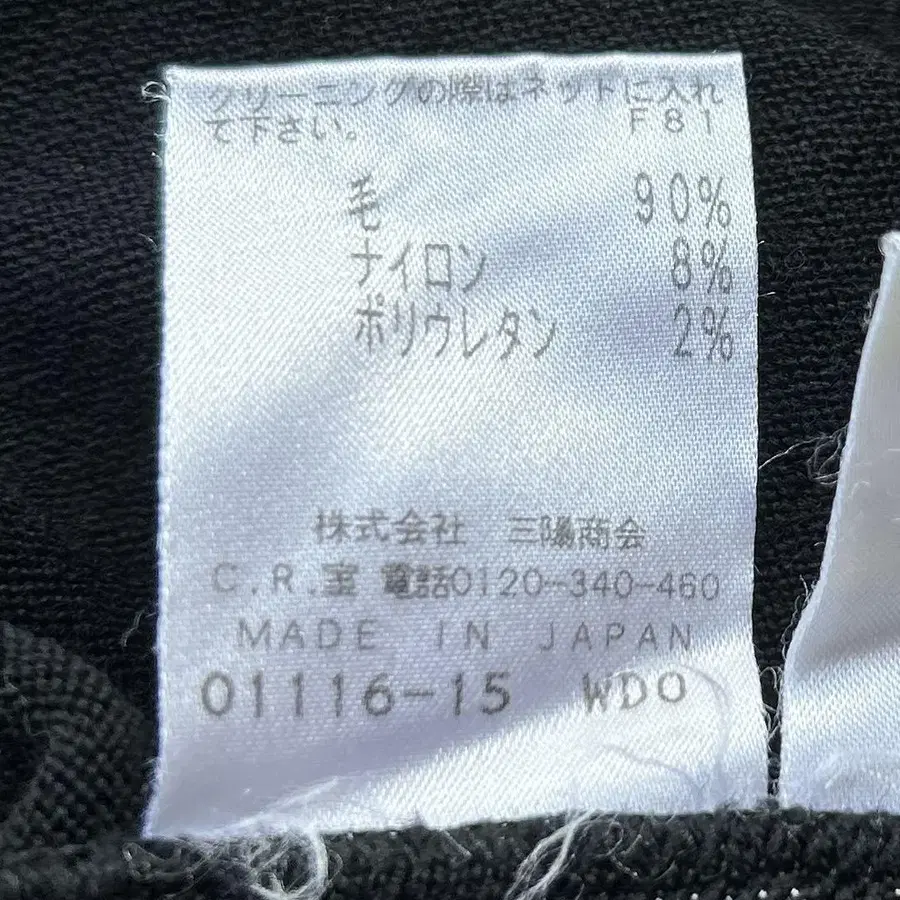 クリーニングの際はネットに入れ
て下さい。 F81
毛 90%
ナイロン 8%
ポリウレタン 2%
株式会社 三陽商会
C.R.室 電話0120-340-460
MADE IN JAPAN
01116-15 WDO